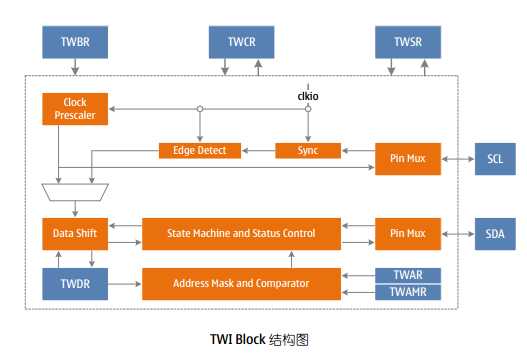 TWBR
TWCR
TWSR
clkio
Clock
Prescaler
Edge Detect
Sync
Pin Mux
SCL
Data Shift
State Machine and Status Control
Pin Mux
SDA
TWDR
Address Mask and Comparator
TWAR
TWAMR
TWI Block 结构图